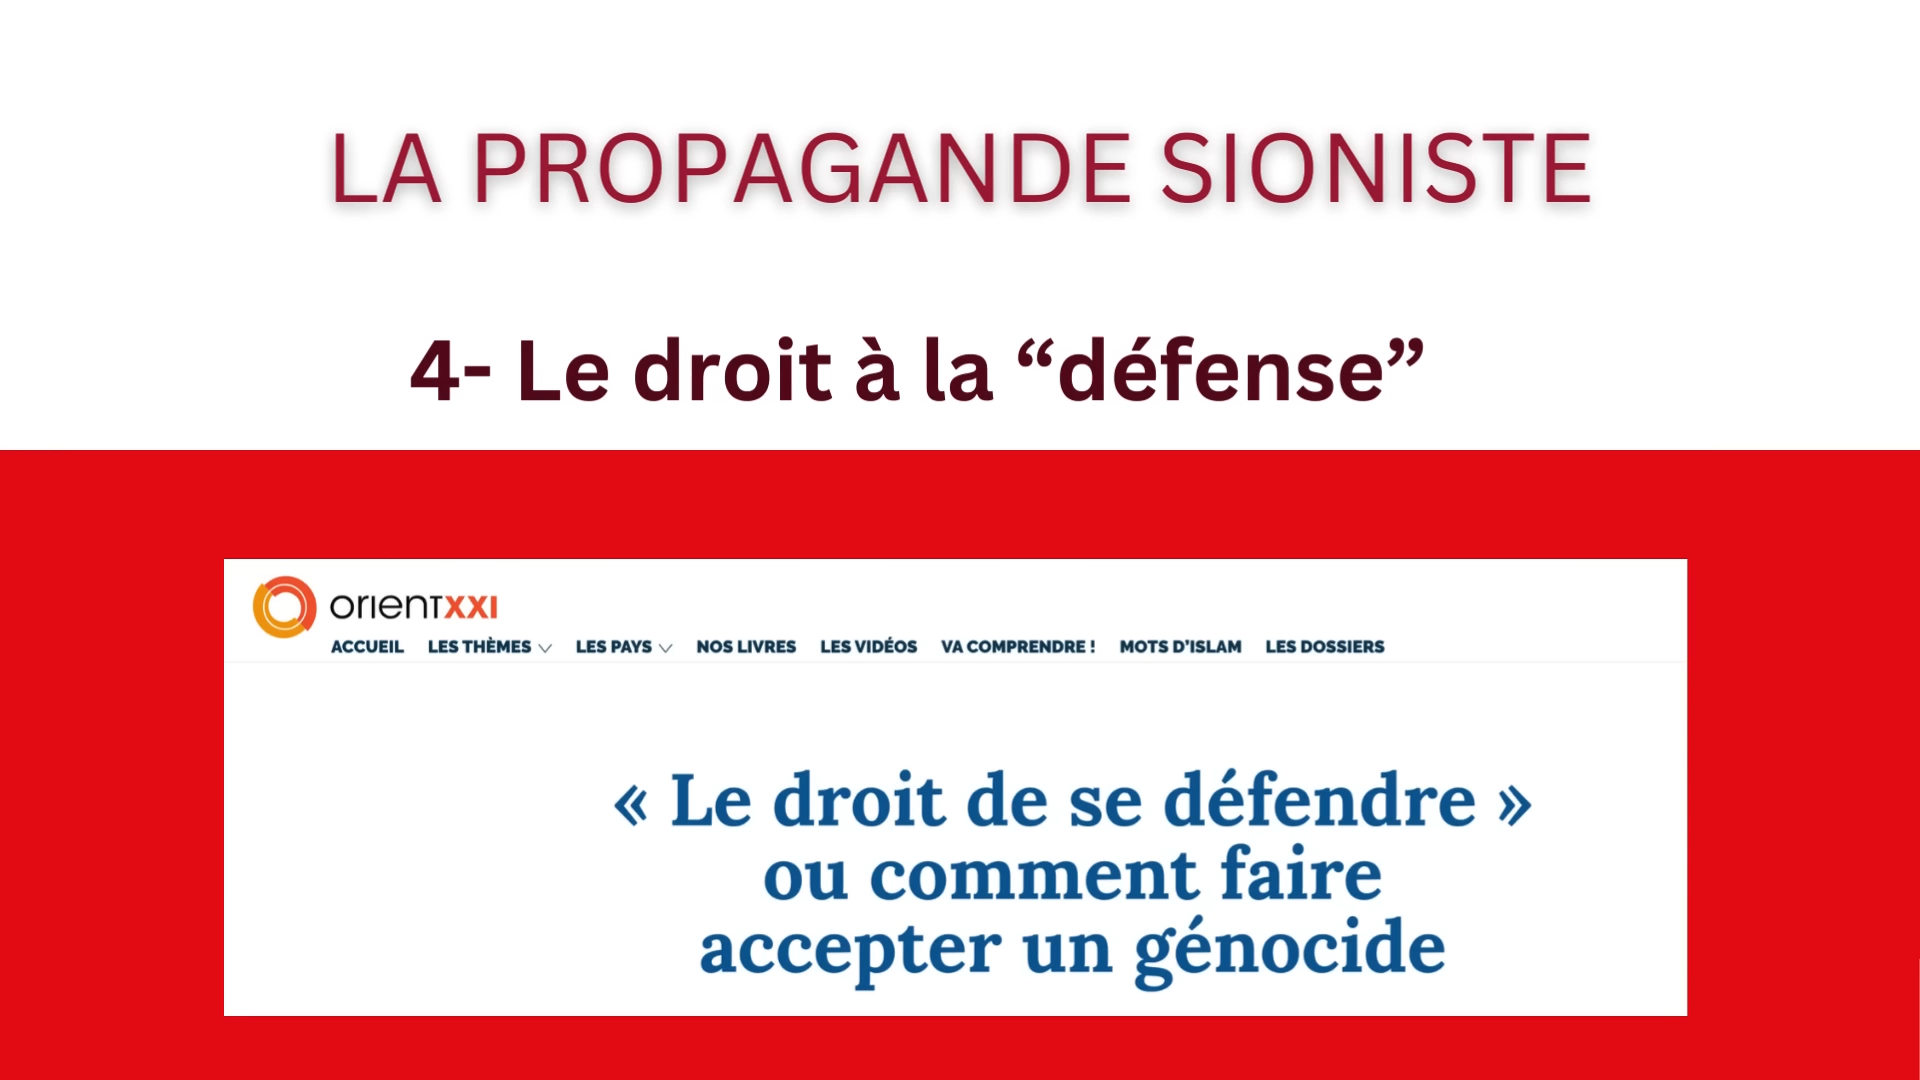 LA PROPAGANDE SIONISTE
4- Le droit à la “défense”
orientXXI
ACCUEIL LES THÈMES LES PAYS NOS LIVRES LES VIDÉOS VA COMPRENDRE ! MOTS D'ISLAM LES DOSSIERS
« Le droit de se défendre »
ou comment faire
accepter un génocide